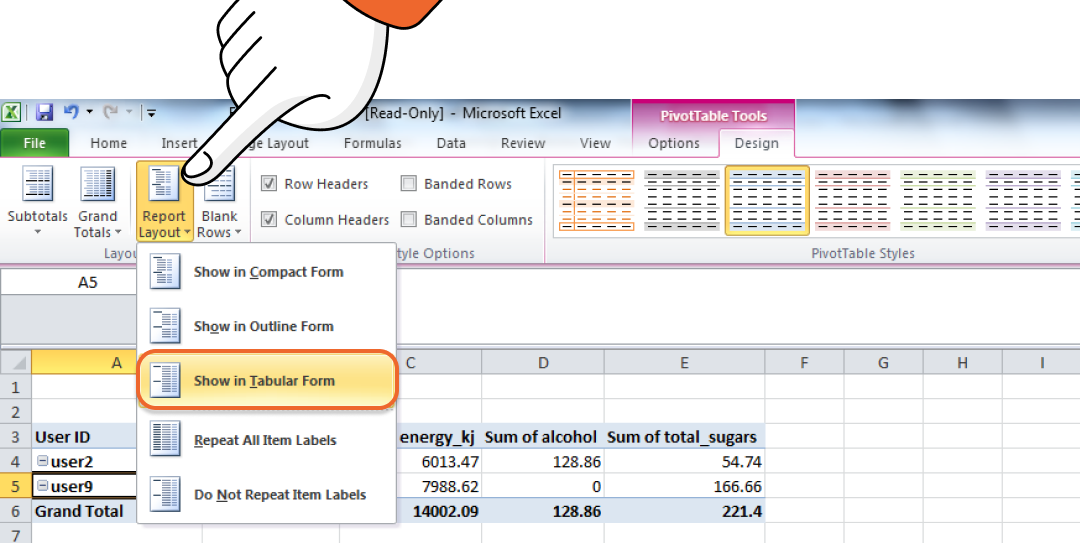 [Read-Only] - Microsoft Excel
PivotTable Tools
File Home Insert ge Layout Formulas Data Review View Options Design
Subtotals
Grand
Totals
Report
Layout
Blank
Rows
Row Headers
Banded Rows
Column Headers
Banded Columns
Layou
tyle Options
PivotTable Styles
A5
Show in Compact Form
Show in Outline Form
Show in Tabular Form
Repeat All Item Labels
Do Not Repeat Item Labels
A C D E F G H I
1
2
3 User ID energy_kj Sum of alcohol Sum of total_sugars
4 user2 6013.47 128.86 54.74
5 user9 7988.62 0 166.66
6 Grand Total 14002.09 128.86 221.4
7